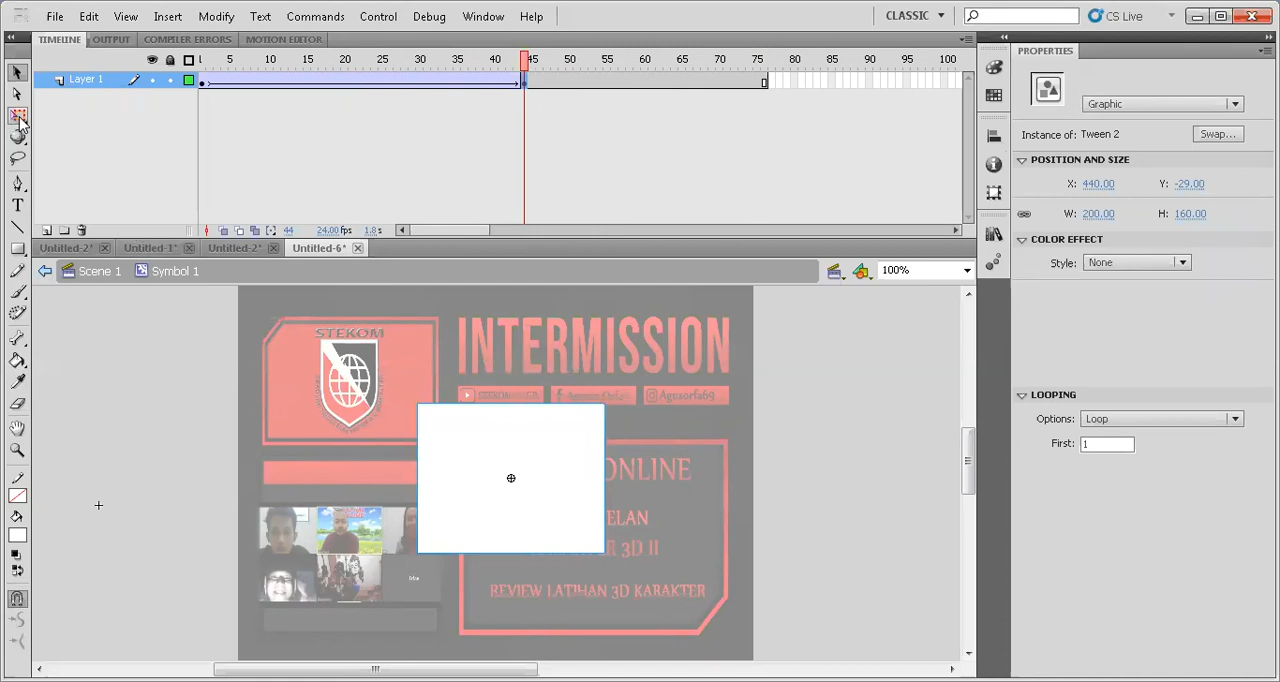 File Edit View Insert Modify Text Commands Control Debug Window Help CLASSIC CS Live
TIMELINE OUTPUT COMPILER ERRORS MOTION EDITOR
PROPERTIES
1 5 10 15 20 25 30 35 40 45 50 55 60 65 70 75 80 85 90 95 100
Layer 1
Graphic
Instance of: Tween 2 Swap...
POSITION AND SIZE
X: 440.00 Y: -29.00
W: 200.00 H: 160.00
44 24.00 fps 1.8s
COLOR EFFECT
Untitled-2* Untitled-1* Untitled-2* Untitled-6*
Style: None
Scene 1 Symbol 1 100%
STEKOM
INTERMISSION
Aguaorfa69
LOOPING
Options: Loop
First: 1
ONLINE
ELAN
3D II
REVIEW LATIHAN 3D KARAKTER